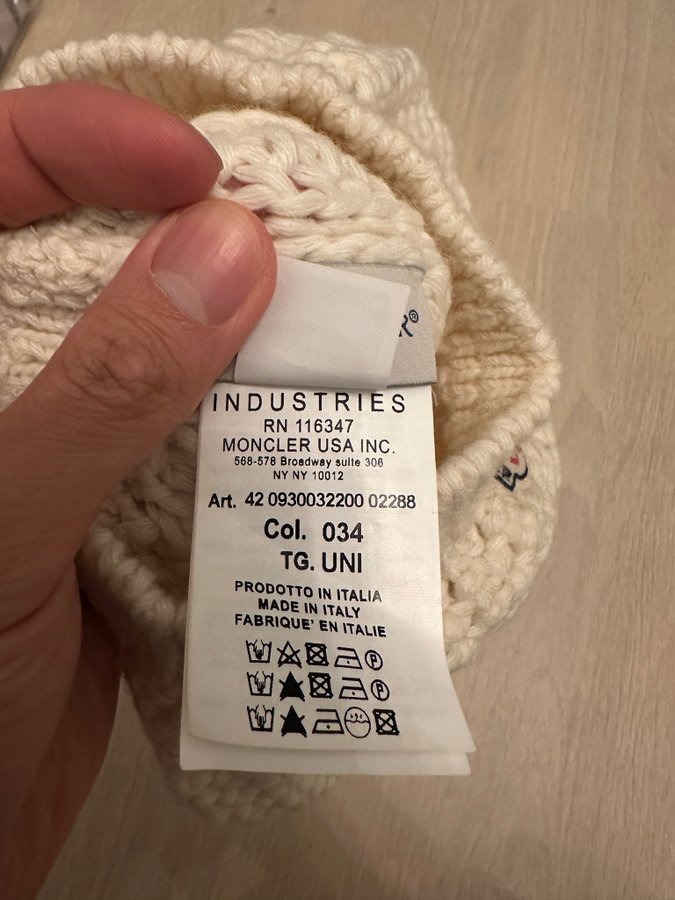 INDUSTRIES
RN 116347
MONCLER USA INC.
568-578 Broadway suite 306
NY NY 10012
Art. 42 0930032200 02288
Col. 034
TG. UNI
PRODOTTO IN ITALIA
MADE IN ITALY
FABRIQUE' EN ITALIE